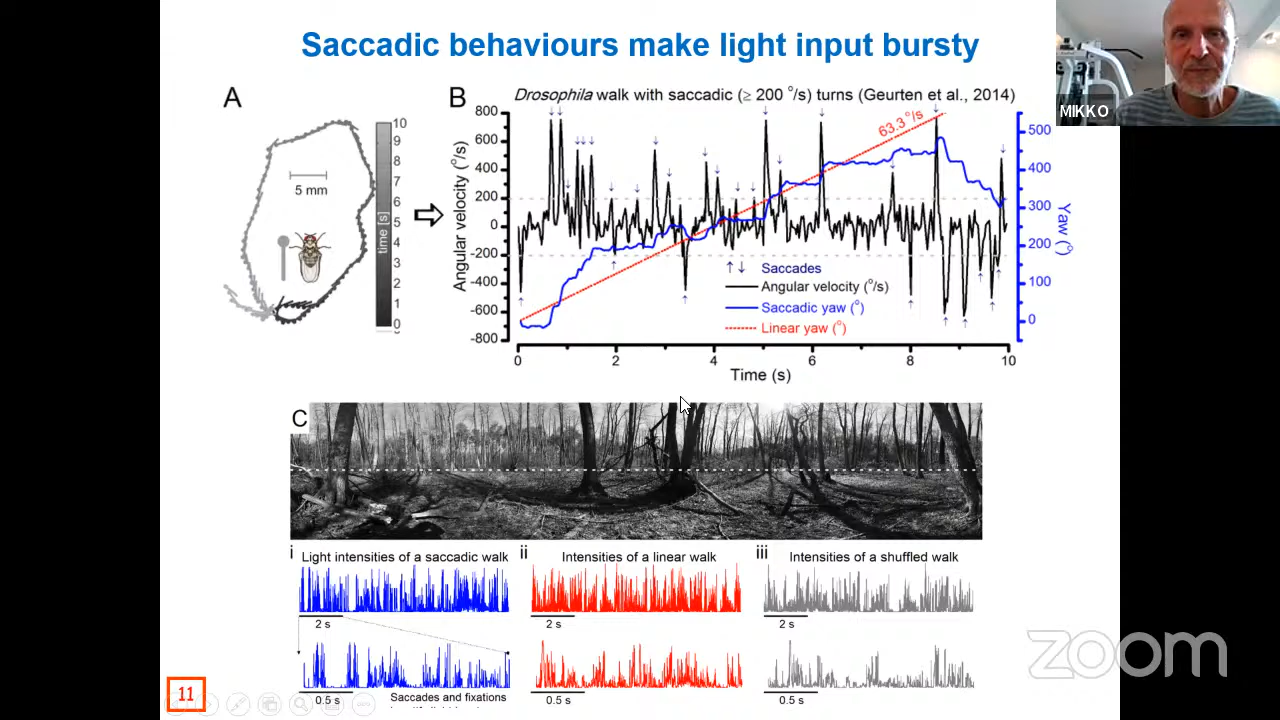 Saccadic behaviours make light input bursty
MIKKO
A
5 mm
time [s]
10
9
8
7
6
5
4
3
2
1
0
B
Drosophila walk with saccadic (≥ 200 °/s) turns (Geurten et al., 2014)
Angular velocity (°/s)
800
600
400
200
0
-200
-400
-600
-800
63.3 °/s
500
400
300
200
100
0
Yaw (°)
Saccades
Angular velocity (°/s)
Saccadic yaw (°)
Linear yaw (°)
0 2 4 6 8 10
Time (s)
C
i Light intensities of a saccadic walk
2 s
0.5 s
Saccades and fixations
ii Intensities of a linear walk
2 s
0.5 s
iii Intensities of a shuffled walk
2 s
0.5 s
11
zoom